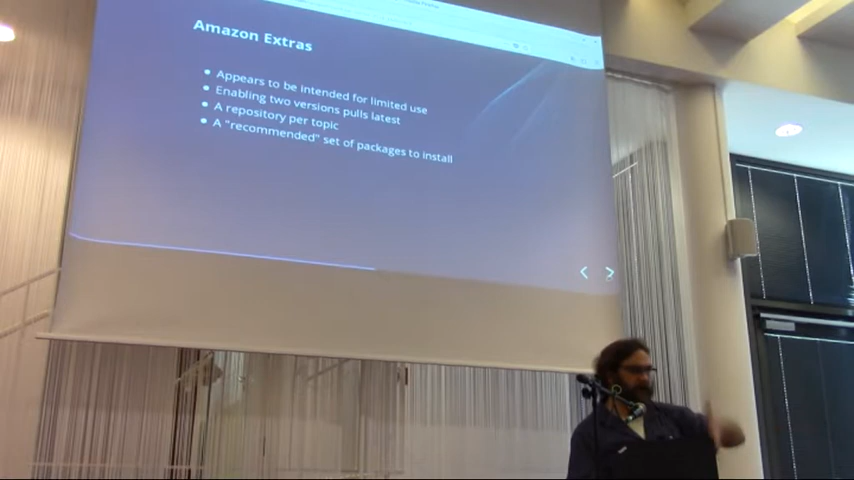 Amazon Extras
• Appears to be intended for limited use
• Enabling two versions pulls latest
• A repository per topic
• A "recommended" set of packages to install